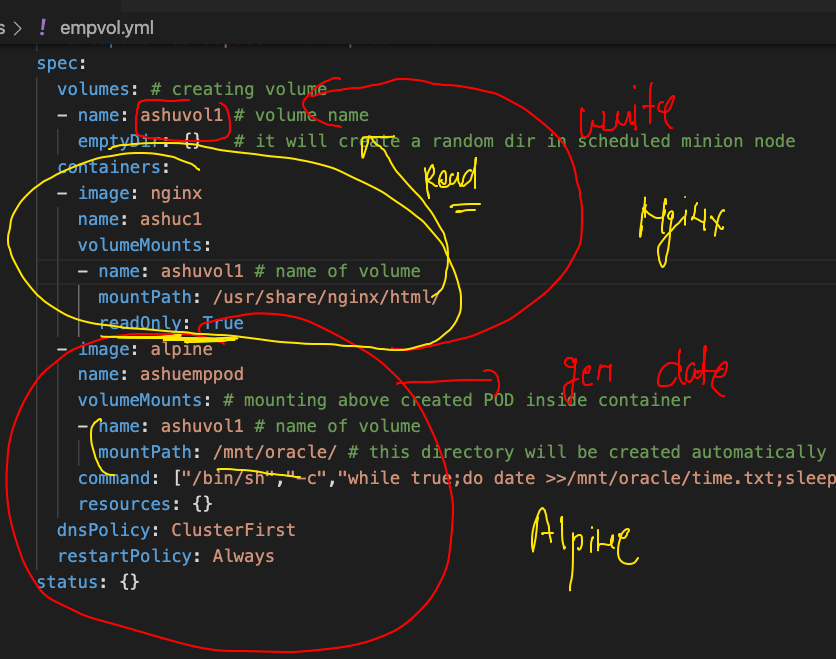 s > ! empvol.yml
spec:
volumes: # creating volume
- name: ashuvol1 # volume name
write
emptyDir: {} # it will create a random dir in scheduled minion node
containers:
Read
- image: nginx
Nginx
name: ashuc1
volumeMounts:
- name: ashuvol1 # name of volume
mountPath: /usr/share/nginx/html/
readOnly: True
- image: alpine
name: ashuemppod
gen date
volumeMounts: # mounting above created POD inside container
- name: ashuvol1 # name of volume
mountPath: /mnt/oracle/ # this directory will be created automatically
command: ["/bin/sh","-c","while true;do date >>/mnt/oracle/time.txt;sleep
resources: {}
dnsPolicy: ClusterFirst
Alpine
restartPolicy: Always
status: {}